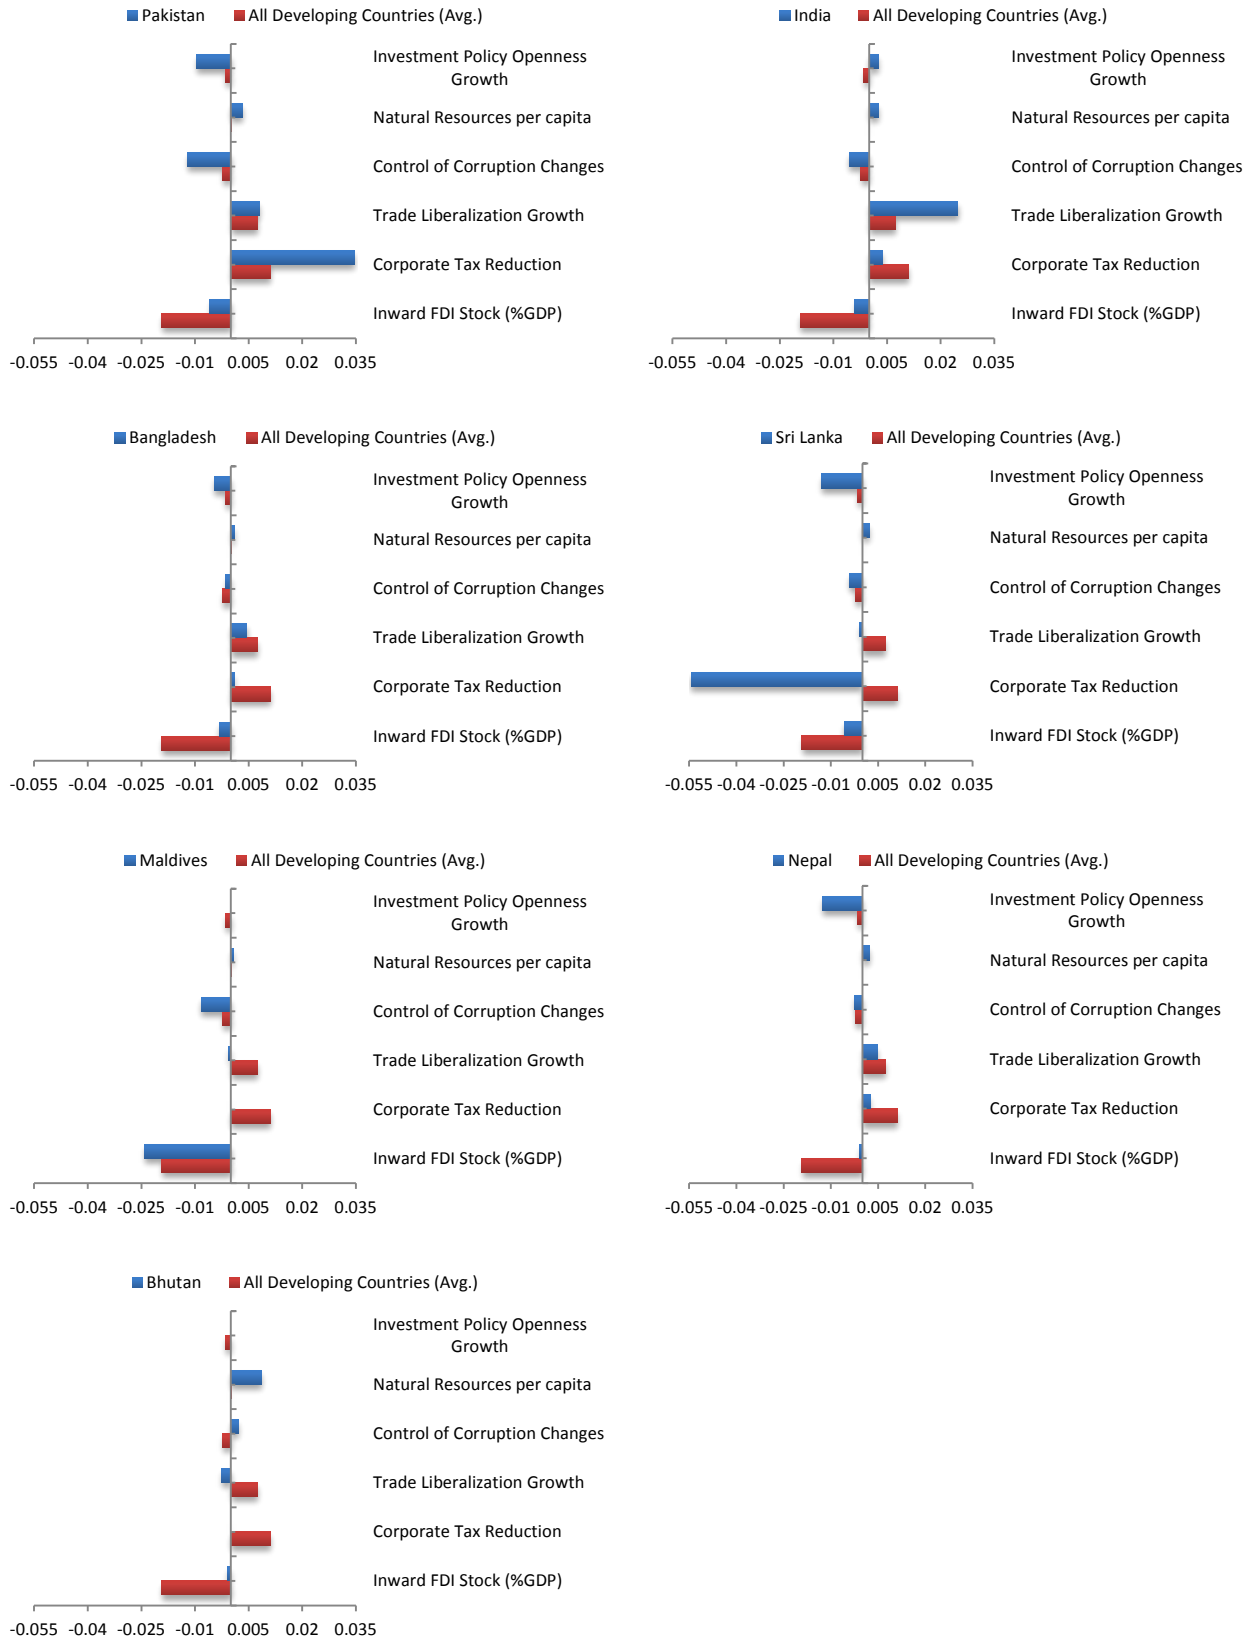 Pakistan All Developing Countries (Avg.)
Investment Policy Openness
Growth
Natural Resources per capita
Control of Corruption Changes
Trade Liberalization Growth
Corporate Tax Reduction
Inward FDI Stock (%GDP)
-0.055 -0.04 -0.025 -0.01 0.005 0.02 0.035
India All Developing Countries (Avg.)
Investment Policy Openness
Growth
Natural Resources per capita
Control of Corruption Changes
Trade Liberalization Growth
Corporate Tax Reduction
Inward FDI Stock (%GDP)
-0.055 -0.04 -0.025 -0.01 0.005 0.02 0.035
Bangladesh All Developing Countries (Avg.)
Investment Policy Openness
Growth
Natural Resources per capita
Control of Corruption Changes
Trade Liberalization Growth
Corporate Tax Reduction
Inward FDI Stock (%GDP)
-0.055 -0.04 -0.025 -0.01 0.005 0.02 0.035
Sri Lanka All Developing Countries (Avg.)
Investment Policy Openness
Growth
Natural Resources per capita
Control of Corruption Changes
Trade Liberalization Growth
Corporate Tax Reduction
Inward FDI Stock (%GDP)
-0.055 -0.04 -0.025 -0.01 0.005 0.02 0.035
Maldives All Developing Countries (Avg.)
Investment Policy Openness
Growth
Natural Resources per capita
Control of Corruption Changes
Trade Liberalization Growth
Corporate Tax Reduction
Inward FDI Stock (%GDP)
-0.055 -0.04 -0.025 -0.01 0.005 0.02 0.035
Nepal All Developing Countries (Avg.)
Investment Policy Openness
Growth
Natural Resources per capita
Control of Corruption Changes
Trade Liberalization Growth
Corporate Tax Reduction
Inward FDI Stock (%GDP)
-0.055 -0.04 -0.025 -0.01 0.005 0.02 0.035
Bhutan All Developing Countries (Avg.)
Investment Policy Openness
Growth
Natural Resources per capita
Control of Corruption Changes
Trade Liberalization Growth
Corporate Tax Reduction
Inward FDI Stock (%GDP)
-0.055 -0.04 -0.025 -0.01 0.005 0.02 0.035